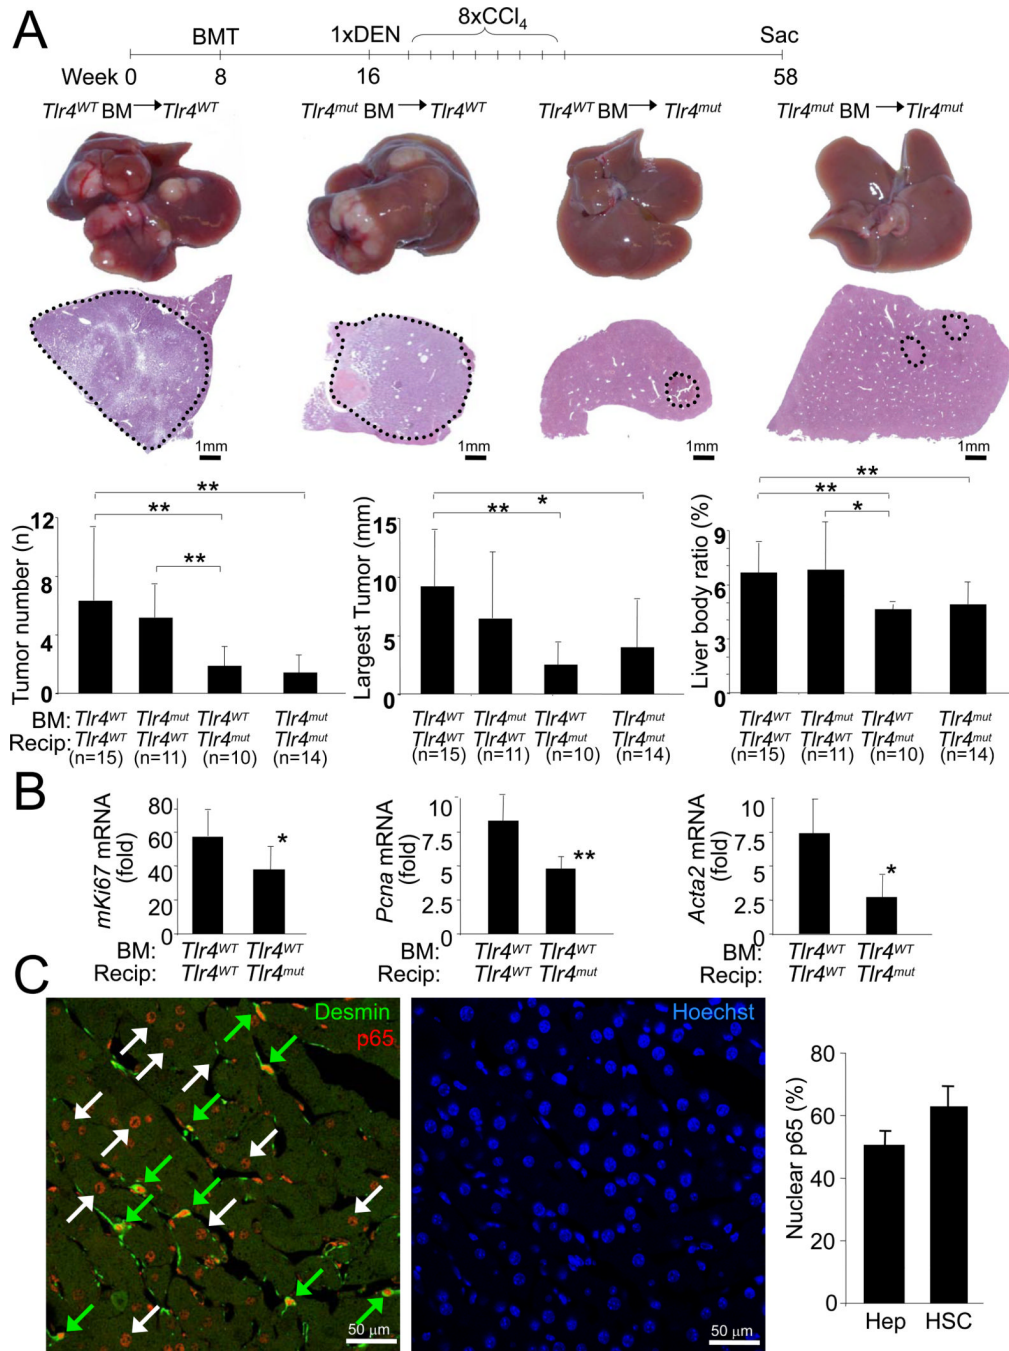 A
BMT
1xDEN
8xCCl4
Sac
Week 0
8
16
58
Tlr4WT BM → Tlr4WT
Tlr4mut BM → Tlr4WT
Tlr4WT BM → Tlr4mut
Tlr4mut BM → Tlr4mut
1mm
1mm
1mm
1mm
Tumor number (n)
12
8
4
0
**
**
**
BM: Tlr4WT Tlr4mut Tlr4WT Tlr4mut
Recip: Tlr4WT Tlr4WT Tlr4mut Tlr4mut
(n=15) (n=11) (n=10) (n=14)
Largest Tumor (mm)
15
10
5
0
*
**
Tlr4WT Tlr4mut Tlr4WT Tlr4mut
Tlr4WT Tlr4WT Tlr4mut Tlr4mut
(n=15) (n=11) (n=10) (n=14)
Liver body ratio (%)
9
6
3
0
**
**
*
Tlr4WT Tlr4mut Tlr4WT Tlr4mut
Tlr4WT Tlr4WT Tlr4mut Tlr4mut
(n=15) (n=11) (n=10) (n=14)
B
mKi67 mRNA
(fold)
80
60
40
20
0
*
BM: Tlr4WT Tlr4WT
Recip: Tlr4WT Tlr4mut
Pcna mRNA
(fold)
10
7.5
5
2.5
0
**
BM: Tlr4WT Tlr4WT
Recip: Tlr4WT Tlr4mut
Acta2 mRNA
(fold)
10
7.5
5
2.5
0
*
BM: Tlr4WT Tlr4WT
Recip: Tlr4WT Tlr4mut
C
Desmin
p65
50 µm
Hoechst
50 µm
Nuclear p65 (%)
80
60
40
20
0
Hep HSC